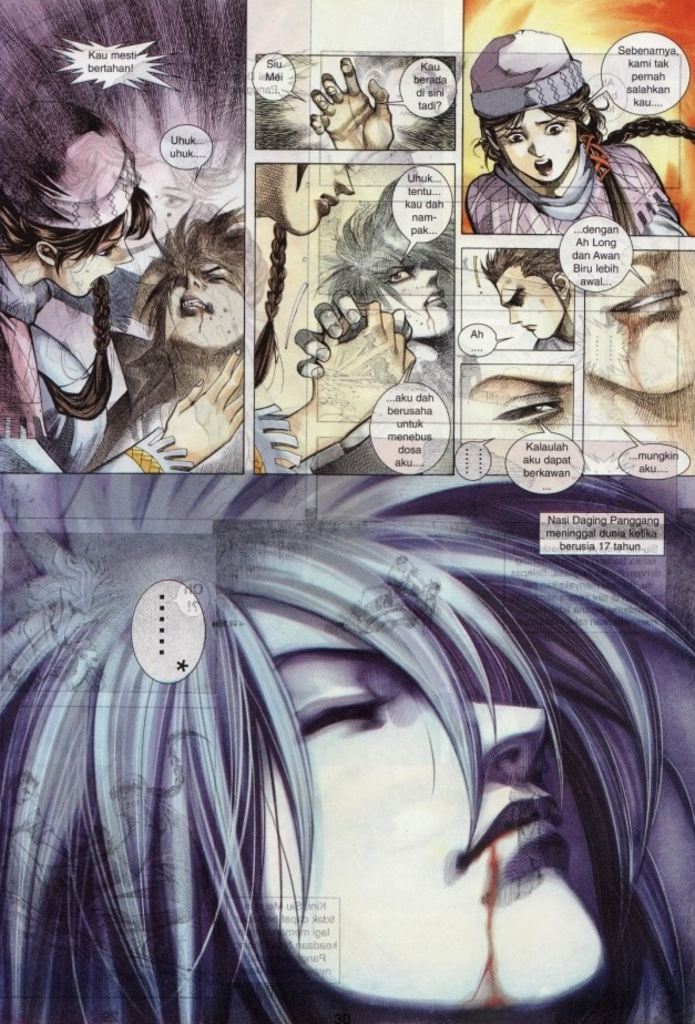 Kau mesti
bertahan!
Uhuk...
uhuk....
Siu
Mei
Kau
berada
di sini
tadi?
Uhuk...
tentu...
kau dah
nam-
pak...
...aku dah
berusaha
untuk
menebus
dosa
aku....
Sebenarnya,
kami tak
pernah
salahkan
kau....
...dengan
Ah Long
dan Awan
Biru lebih
awal...
Ah
....
Kalaulah
aku dapat
berkawan
...
...mungkin
aku....
Nasi Daging Panggang
meninggal dunia ketika
berusia 17 tahun.
......
*
30